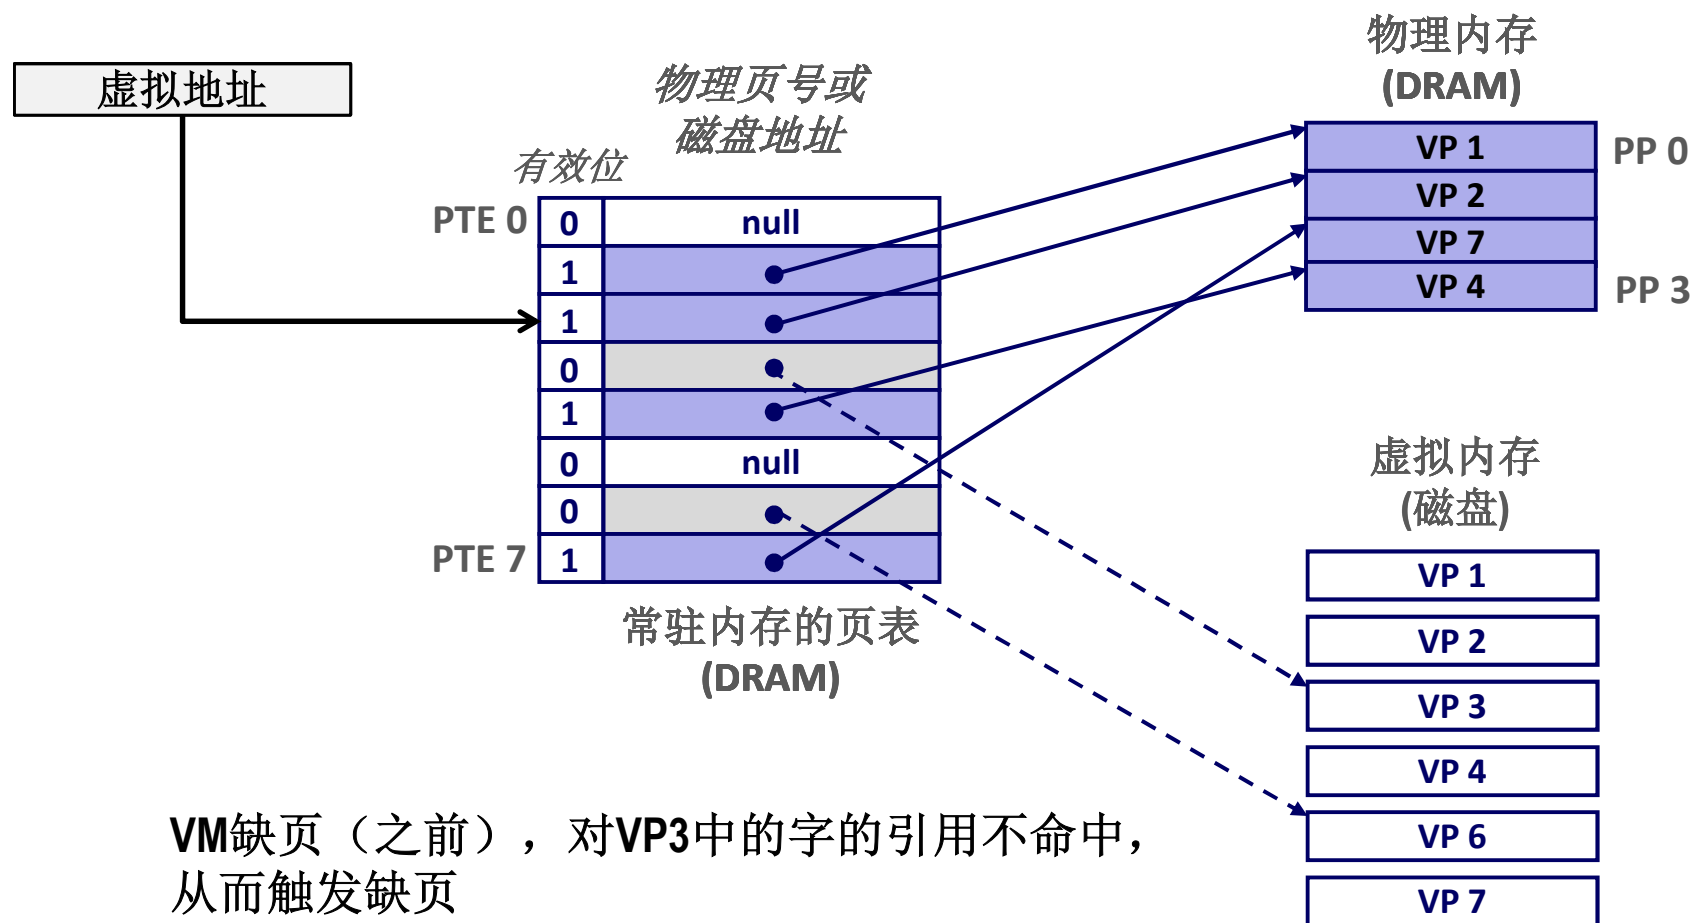 虚拟地址
物理页号或
磁盘地址
有效位
PTE 0
0
null
1
1
0
1
0
null
0
PTE 7
1
常驻内存的页表
(DRAM)
物理内存
(DRAM)
VP 1
PP 0
VP 2
VP 7
VP 4
PP 3
虚拟内存
(磁盘)
VP 1
VP 2
VP 3
VP 4
VP 6
VP 7
VM缺页（之前），对VP3中的字的引用不命中，
从而触发缺页